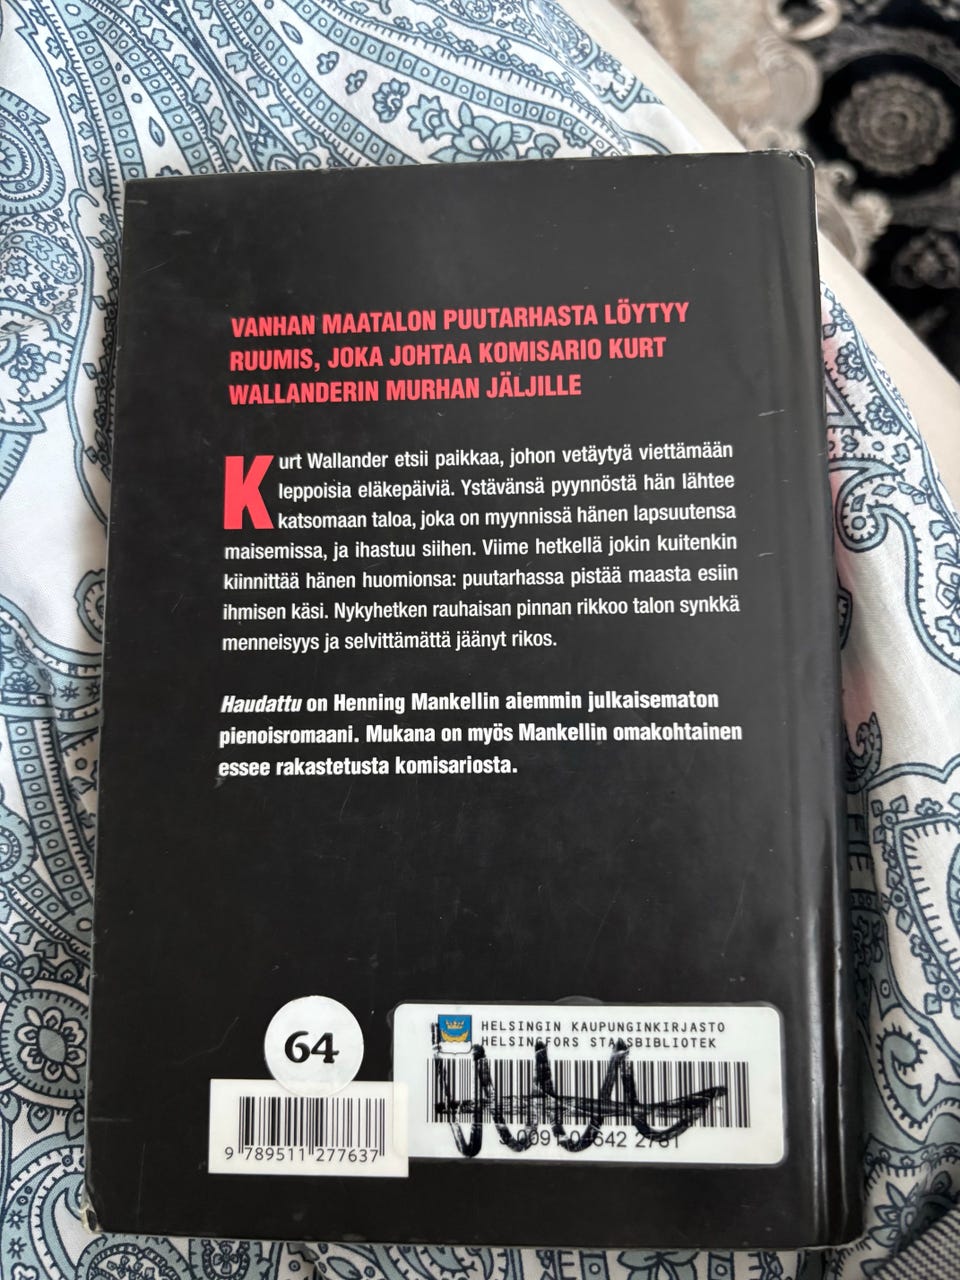 VANHAN MAATALON PUUTARHASTA LÖYTYY
RUUMIS, JOKA JOHTAA KOMISARIO KURT
WALLANDERIN MURHAN JÄLJILLE
Kurt Wallander etsii paikkaa, johon vetäytyä viettämään
leppoisia eläkepäiviä. Ystävänsä pyynnöstä hän lähtee
katsomaan taloa, joka on myynnissä hänen lapsuutensa
maisemissa, ja ihastuu siihen. Viime hetkellä jokin kuitenkin
kiinnittää hänen huomionsa: puutarhassa pistää maasta esiin
ihmisen käsi. Nykyhetken rauhaisan pinnan rikkoo talon synkkä
menneisyys ja selvittämättä jäänyt rikos.
Haudattu on Henning Mankellin aiemmin julkaisematon
pienoisromaani. Mukana on myös Mankellin omakohtainen
essee rakastetusta komisariosta.
64
HELSINGIN KAUPUNGINKIRJASTO
HELSINGFORS STADSBIBLIOTEK
9 789511 277637